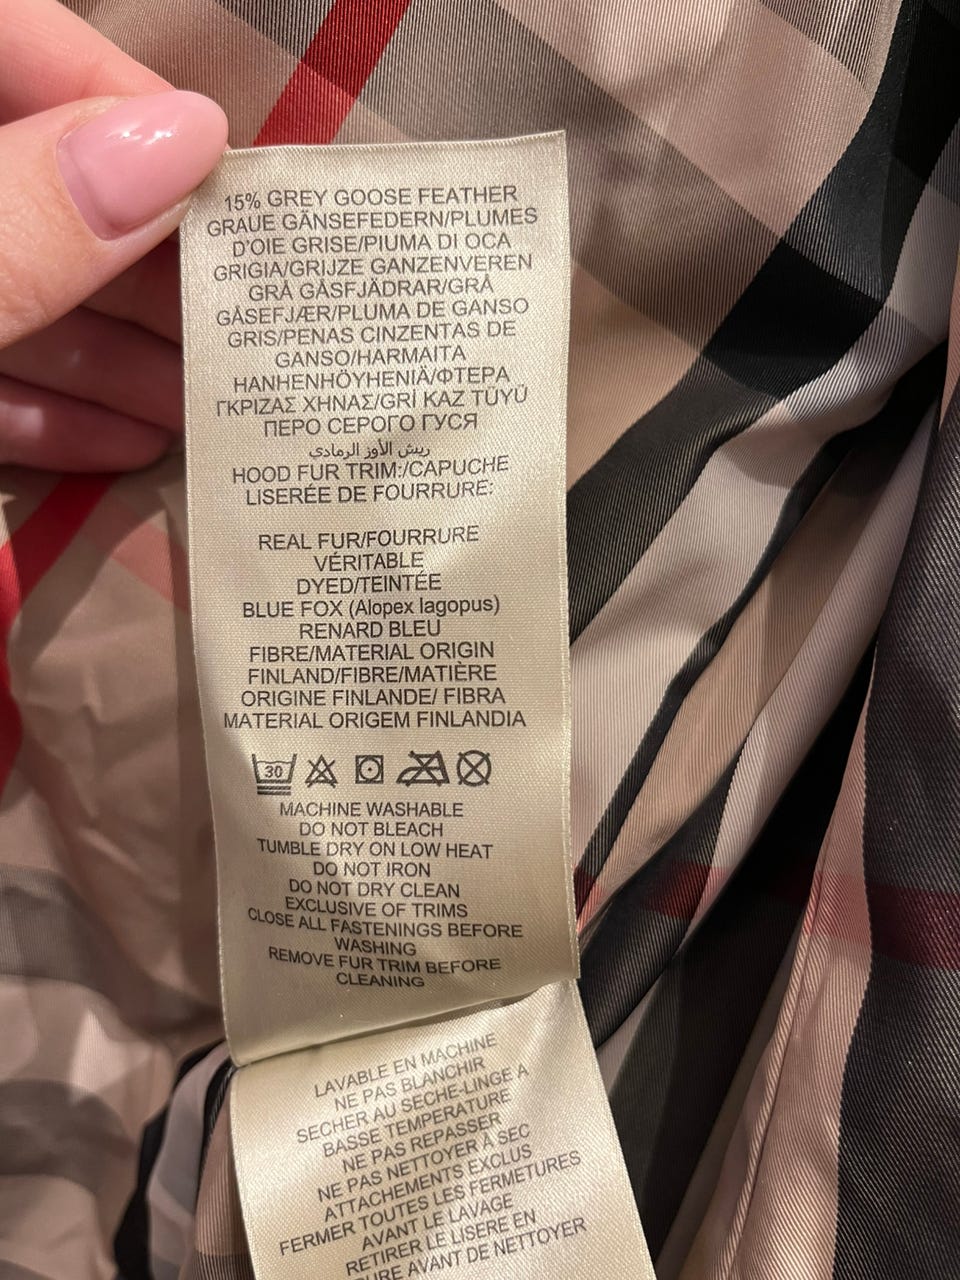 15% GREY GOOSE FEATHER
GRAUE GÄNSEFEDERN/PLUMES
D'OIE GRISE/PIUMA DI OCA
GRIGIA/GRIJZE GANZENVEREN
GRÅ GÅSFJÄDRAR/GRÅ
GÅSEFJÆR/PLUMA DE GANSO
GRIS/PENAS CINZENTAS DE
GANSO/HARMAITA
HANHENHÖYHENIÄ/ΦΤΕΡΑ
ΓΚΡΙΖΑΣ ΧΗΝΑΣ/GRİ KAZ TÜYÜ
ПЕРО СЕРОГО ГУСЯ
ريش الأوز الرمادي
HOOD FUR TRIM:/CAPUCHE
LISERÉE DE FOURRURE:
REAL FUR/FOURRURE
VÉRITABLE
DYED/TEINTÉE
BLUE FOX (Alopex lagopus)
RENARD BLEU
FIBRE/MATERIAL ORIGIN
FINLAND/FIBRE/MATIÈRE
ORIGINE FINLANDE/ FIBRA
MATERIAL ORIGEM FINLANDIA
30
MACHINE WASHABLE
DO NOT BLEACH
TUMBLE DRY ON LOW HEAT
DO NOT IRON
DO NOT DRY CLEAN
EXCLUSIVE OF TRIMS
CLOSE ALL FASTENINGS BEFORE
WASHING
REMOVE FUR TRIM BEFORE
CLEANING
LAVABLE EN MACHINE
NE PAS BLANCHIR
SECHER AU SECHE-LINGE A
BASSE TEMPERATURE
NE PAS REPASSER
NE PAS NETTOYER À SEC
ATTACHEMENTS EXCLUS
FERMER TOUTES LES FERMETURES
AVANT LE LAVAGE
RETIRER LE LISERE EN
AVANT DE NETTOYER